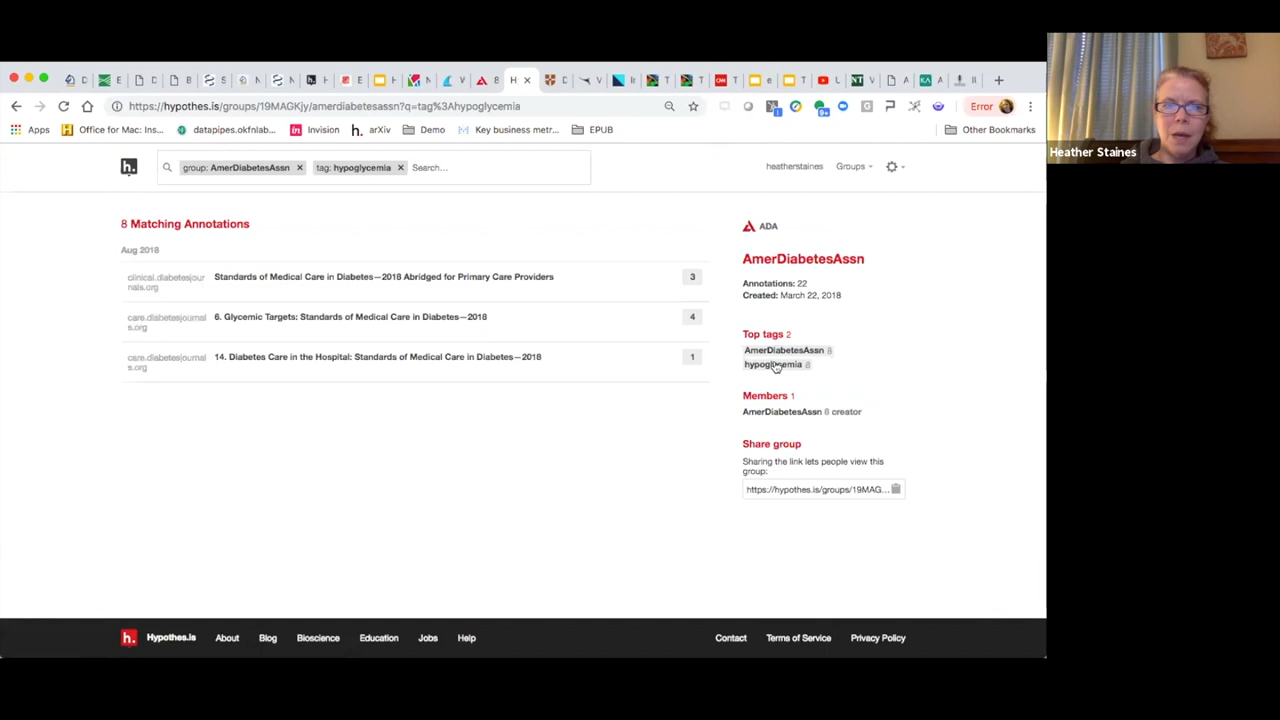 https://hypothes.is/groups/19MAGKjy/amerdiabetesassn?q=tag%3Ahypoglycemia
Error
Apps
Office for Mac: Ins...
datapipes.okfnlab...
Invision
arXiv
Demo
Key business metr...
EPUB
Other Bookmarks
Heather Staines
h.
group: AmerDiabetesAssn
tag: hypoglycemia
Search...
heatherstaines
Groups
8 Matching Annotations
Aug 2018
clinical.diabetesjour
nals.org
Standards of Medical Care in Diabetes—2018 Abridged for Primary Care Providers
3
care.diabetesjournal
s.org
6. Glycemic Targets: Standards of Medical Care in Diabetes—2018
4
care.diabetesjournal
s.org
14. Diabetes Care in the Hospital: Standards of Medical Care in Diabetes—2018
1
ADA
AmerDiabetesAssn
Annotations: 22
Created: March 22, 2018
Top tags 2
AmerDiabetesAssn 8
hypoglycemia 8
Members 1
AmerDiabetesAssn 8 creator
Share group
Sharing the link lets people view this
group:
https://hypothes.is/groups/19MAG...
h.
Hypothes.is
About
Blog
Bioscience
Education
Jobs
Help
Contact
Terms of Service
Privacy Policy